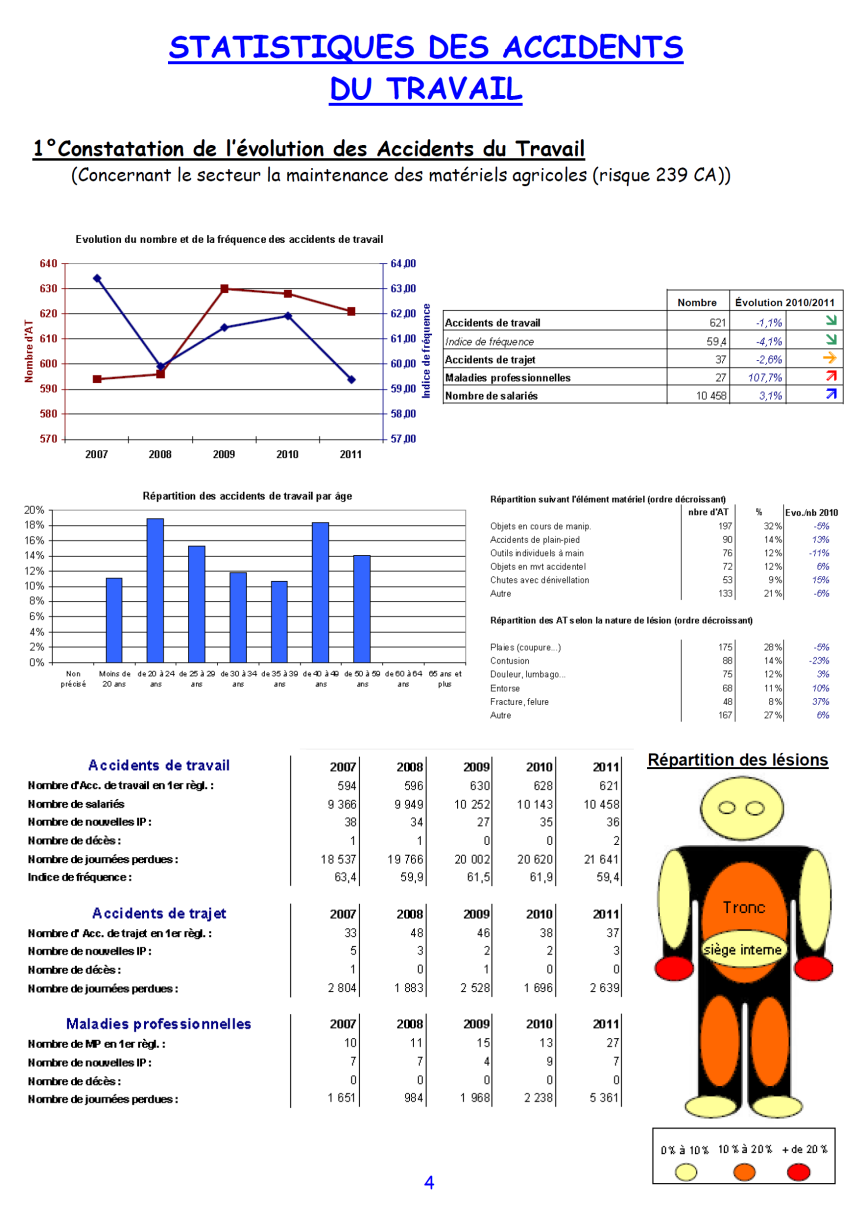 STATISTIQUES DES ACCIDENTS
DU TRAVAIL
1°Constatation de l'évolution des Accidents du Travail
(Concernant le secteur la maintenance des matériels agricoles (risque 239 CA))
Evolution du nombre et de la fréquence des accidents de travail
640 64,00
630 63,00
620 62,00
610 61,00
600 60,00
590 59,00
580 58,00
570 57,00
Nombre d'AT
Indice de fréquence
2007 2008 2009 2010 2011
Nombre Évolution 2010/2011
Accidents de travail 621 -1,1%
Indice de fréquence 59,4 -4,1%
Accidents de trajet 37 -2,6%
Maladies professionnelles 27 107,7%
Nombre de salariés 10 458 3,1%
Répartition des accidents de travail par âge
20%
18%
16%
14%
12%
10%
8%
6%
4%
2%
0%
Non Moins de de 20 à 24 de 25 à 29 de 30 à 34 de 35 à 39 de 40 à 49 de 50 à 59 de 60 à 64 65 ans et
précisé 20 ans ans ans ans ans ans ans ans plus
Répartition suivant l'élément matériel (ordre décroissant)
nbre d'AT % Evo./nb 2010
Objets en cours de manip. 197 32% -5%
Accidents de plain-pied 90 14% 13%
Outils individuels à main 76 12% -11%
Objets en mvt accidentel 72 12% 6%
Chutes avec dénivellation 53 9% 15%
Autre 133 21% -6%
Répartition des AT selon la nature de lésion (ordre décroissant)
Plaies (coupure...) 175 28% -5%
Contusion 88 14% -23%
Douleur, lumbago... 75 12% 3%
Entorse 68 11% 10%
Fracture, felure 48 8% 37%
Autre 167 27% 6%
Accidents de travail 2007 2008 2009 2010 2011
Nombre d'Acc. de travail en 1er règl. : 594 596 630 628 621
Nombre de salariés 9 366 9 949 10 252 10 143 10 458
Nombre de nouvelles IP : 38 34 27 35 36
Nombre de décès : 1 1 0 0 2
Nombre de journées perdues : 18 537 19 766 20 002 20 620 21 641
Indice de fréquence : 63,4 59,9 61,5 61,9 59,4
Accidents de trajet 2007 2008 2009 2010 2011
Nombre d' Acc. de trajet en 1er règl. : 33 48 46 38 37
Nombre de nouvelles IP : 5 3 2 2 3
Nombre de décès : 1 0 1 0 0
Nombre de journées perdues : 2 804 1 883 2 528 1 696 2 639
Maladies professionnelles 2007 2008 2009 2010 2011
Nombre de MP en 1er règl. : 10 11 15 13 27
Nombre de nouvelles IP : 7 7 4 9 7
Nombre de décès : 0 0 0 0 0
Nombre de journées perdues : 1 651 984 1 968 2 238 5 361
Répartition des lésions
Tronc
siège interne
0% à 10% 10% à 20% + de 20%
4